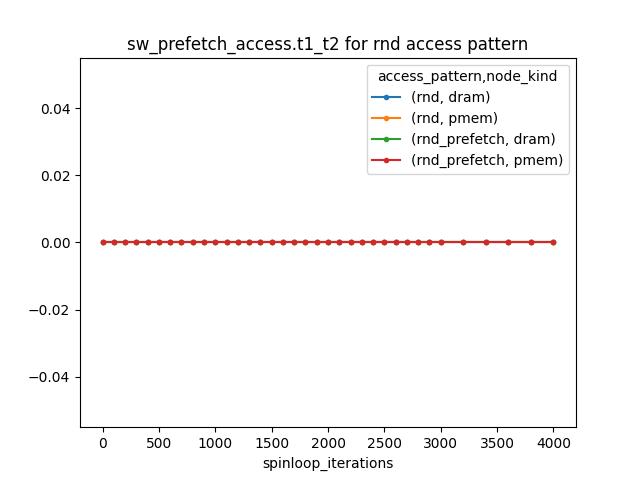 sw_prefetch_access.t1_t2 for rnd access pattern
access_pattern,node_kind
(rnd, dram)
(rnd, pmem)
(rnd_prefetch, dram)
(rnd_prefetch, pmem)
0.04
0.02
0.00
−0.02
−0.04
0 500 1000 1500 2000 2500 3000 3500 4000
spinloop_iterations